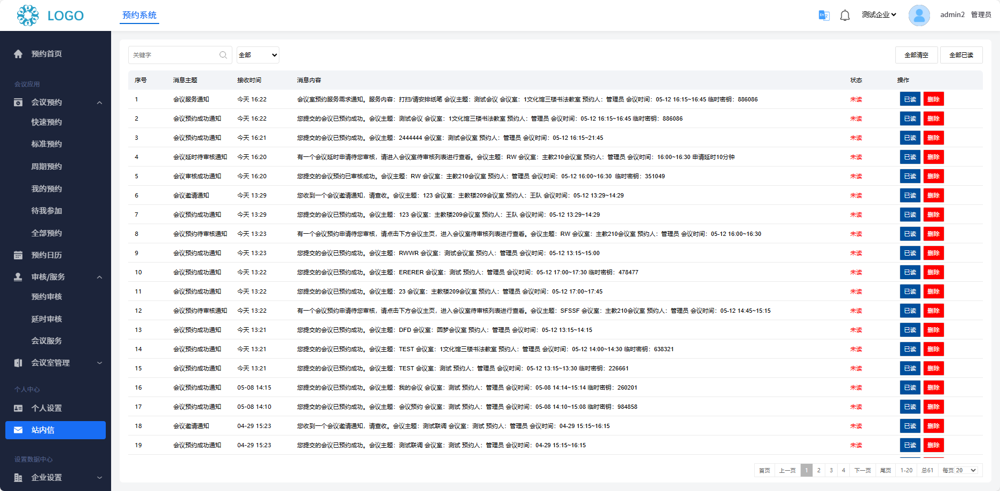 LOGO
预约系统
测试企业
admin2 管理员
预约首页
会议应用
会议预约
快速预约
标准预约
周期预约
我的预约
待我参加
全部预约
预约日历
审核/服务
预约审核
延时审核
会议服务
会议室管理
个人中心
个人设置
站内信
设置数据中心
企业设置
关键字
全部
全部清空
全部已读
序号 消息主题 接收时间 消息内容 状态 操作
1 会议服务通知 今天 16:22 会议室预约服务需求通知。服务内容：打扫/请安排纸笔 会议主题：测试会议 会议室：1文化馆三楼书法教室 预约人：管理员 会议时间：05-12 16:15~16:45 临时密钥：886086 未读 已读 删除
2 会议预约成功通知 今天 16:22 您提交的会议已预约成功。会议主题：测试会议 会议室：1文化馆三楼书法教室 预约人：管理员 会议时间：05-12 16:15~16:45 临时密钥：886086 未读 已读 删除
3 会议预约成功通知 今天 16:21 您提交的会议已预约成功。会议主题：2444444 会议室：测试会议室 预约人：管理员 会议时间：05-12 16:15~21:45 未读 已读 删除
4 会议延时待审核通知 今天 16:20 有一个会议延时申请待您审核，请进入会议室待审核列表进行查看。会议主题：RW 会议室：主教210会议室 预约人：管理员 会议时间：16:00~16:30 申请延时10分钟 未读 已读 删除
5 会议审核成功通知 今天 16:20 您提交的会议预约已审核成功。会议主题：RW 会议室：主教210会议室 预约人：管理员 会议时间：05-12 16:00~16:30 临时密钥：351049 未读 已读 删除
6 会议邀请通知 今天 13:29 您收到一个会议邀请通知，请查收。会议主题：123 会议室：主教楼209会议室 预约人：王队 会议时间：05-12 13:29~14:29 未读 已读 删除
7 会议预约成功通知 今天 13:29 您提交的会议已预约成功。会议主题：123 会议室：主教楼209会议室 预约人：王队 会议时间：05-12 13:29~14:29 未读 已读 删除
8 会议预约待审核通知 今天 13:23 有一个会议预约申请待您审核，请点击下方会议主页，进入会议室待审核列表进行查看。会议主题：RW 会议室：主教210会议室 预约人：管理员 会议时间：05-12 16:00~16:30 未读 已读 删除
9 会议预约成功通知 今天 13:23 您提交的会议已预约成功。会议主题：RWWR 会议室：测试会议室 预约人：管理员 会议时间：05-12 13:15~15:00 未读 已读 删除
10 会议预约成功通知 今天 13:22 您提交的会议已预约成功。会议主题：ERERER 会议室：测试 预约人：管理员 会议时间：05-12 17:00~17:30 临时密钥：478477 未读 已读 删除
11 会议预约成功通知 今天 13:22 您提交的会议已预约成功。会议主题：23 会议室：主教楼209会议室 预约人：管理员 会议时间：05-12 17:00~17:45 未读 已读 删除
12 会议预约待审核通知 今天 13:22 有一个会议预约申请待您审核，请点击下方会议主页，进入会议室待审核列表进行查看。会议主题：SFSSF 会议室：主教210会议室 预约人：管理员 会议时间：05-12 14:45~15:15 未读 已读 删除
13 会议预约成功通知 今天 13:21 您提交的会议已预约成功。会议主题：DFD 会议室：圆梦会议室 预约人：管理员 会议时间：05-12 13:15~14:15 未读 已读 删除
14 会议预约成功通知 今天 13:21 您提交的会议已预约成功。会议主题：TEST 会议室：1文化馆三楼书法教室 预约人：管理员 会议时间：05-12 14:00~14:30 临时密钥：638321 未读 已读 删除
15 会议预约成功通知 今天 13:21 您提交的会议已预约成功。会议主题：TEST 会议室：测试 预约人：管理员 会议时间：05-12 13:15~13:30 临时密钥：226661 未读 已读 删除
16 会议预约成功通知 05-08 14:15 您提交的会议已预约成功。会议主题：我的会议 会议室：测试 预约人：管理员 会议时间：05-08 14:14~15:14 临时密钥：260201 未读 已读 删除
17 会议预约成功通知 05-08 14:10 您提交的会议已预约成功。会议主题：会议预约 会议室：测试 预约人：管理员 会议时间：05-08 14:10~15:08 临时密钥：984858 未读 已读 删除
18 会议邀请通知 04-29 15:23 您收到一个会议邀请通知，请查收。会议主题：测试联调 会议室：测试 预约人：管理员 会议时间：04-29 15:15~16:15 未读 已读 删除
19 会议预约成功通知 04-29 15:23 您提交的会议已预约成功。会议主题：测试联调 会议室：测试 预约人：管理员 会议时间：04-29 15:15~16:15 未读 已读 删除
首页 上一页 1 2 3 4 下一页 尾页 1-20 总61 每页 20